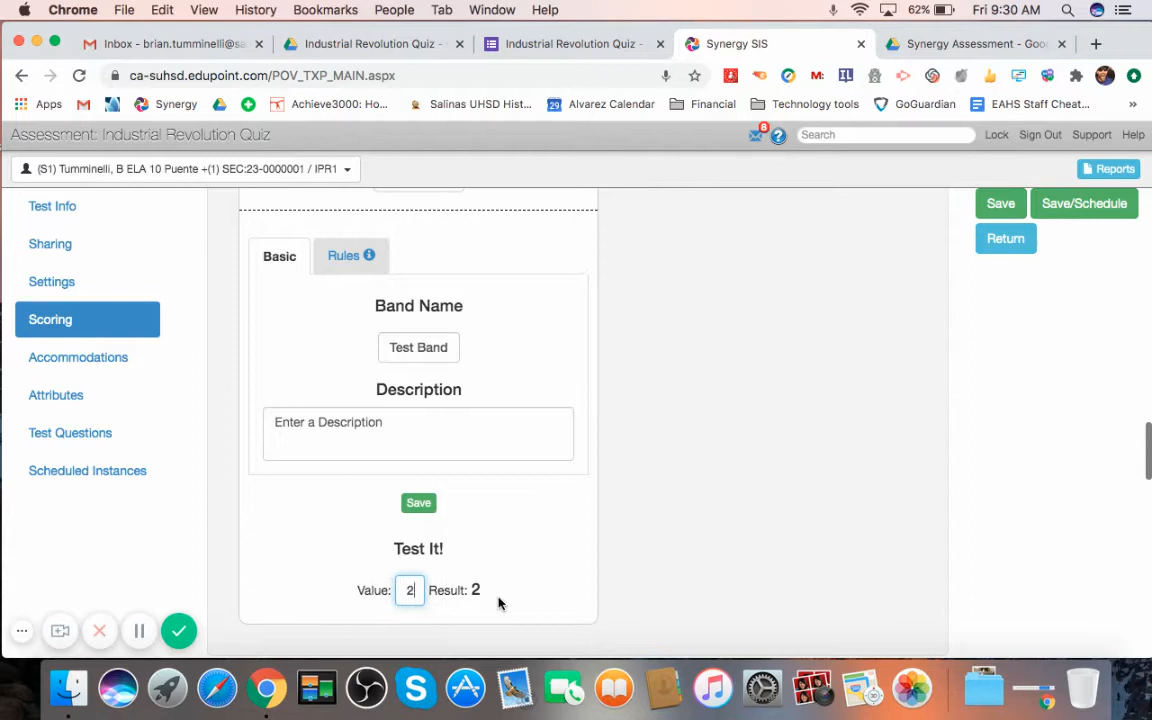 Chrome File Edit View History Bookmarks People Tab Window Help 62% Fri 9:30 AM
Inbox - brian.tumminelli@sa Industrial Revolution Quiz - Industrial Revolution Quiz - Synergy SIS Synergy Assessment - Goo
ca-suhsd.edupoint.com/POV_TXP_MAIN.aspx
Apps Synergy Achieve3000: Ho... Salinas UHSD Hist... 29 Alvarez Calendar Financial Technology tools GoGuardian EAHS Staff Cheat... »
Assessment: Industrial Revolution Quiz 8 ? Search Lock Sign Out Support Help
(S1) Tumminelli, B ELA 10 Puente +(1) SEC:23-0000001 / IPR1 Reports
Test Info
Save Save/Schedule
Sharing
Return
Basic Rules
Settings
Band Name
Scoring
Test Band
Accommodations
Description
Attributes
Enter a Description
Test Questions
Scheduled Instances
Save
Test It!
Value: 2 Result: 2